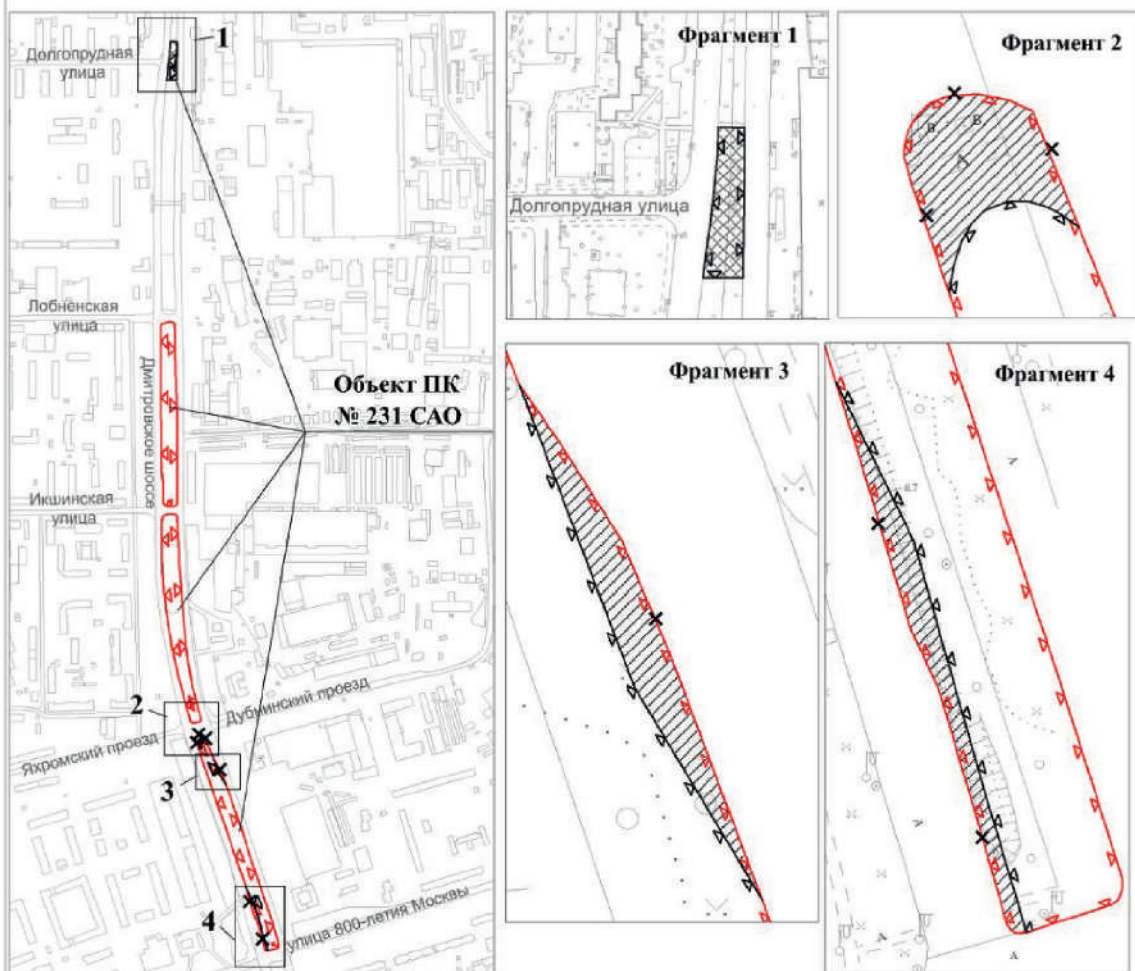 Долгопрудная
улица
1
Лобненская
улица
Дмитровское шоссе
Объект ПК
№ 231 САО
Икшинская
улица
2
Дубнинский проезд
Яхромский проезд
3
4
улица 800-летия Москвы
Фрагмент 1
Долгопрудная улица
Фрагмент 2
В
В
Фрагмент 3
Фрагмент 4
А
А
А
А